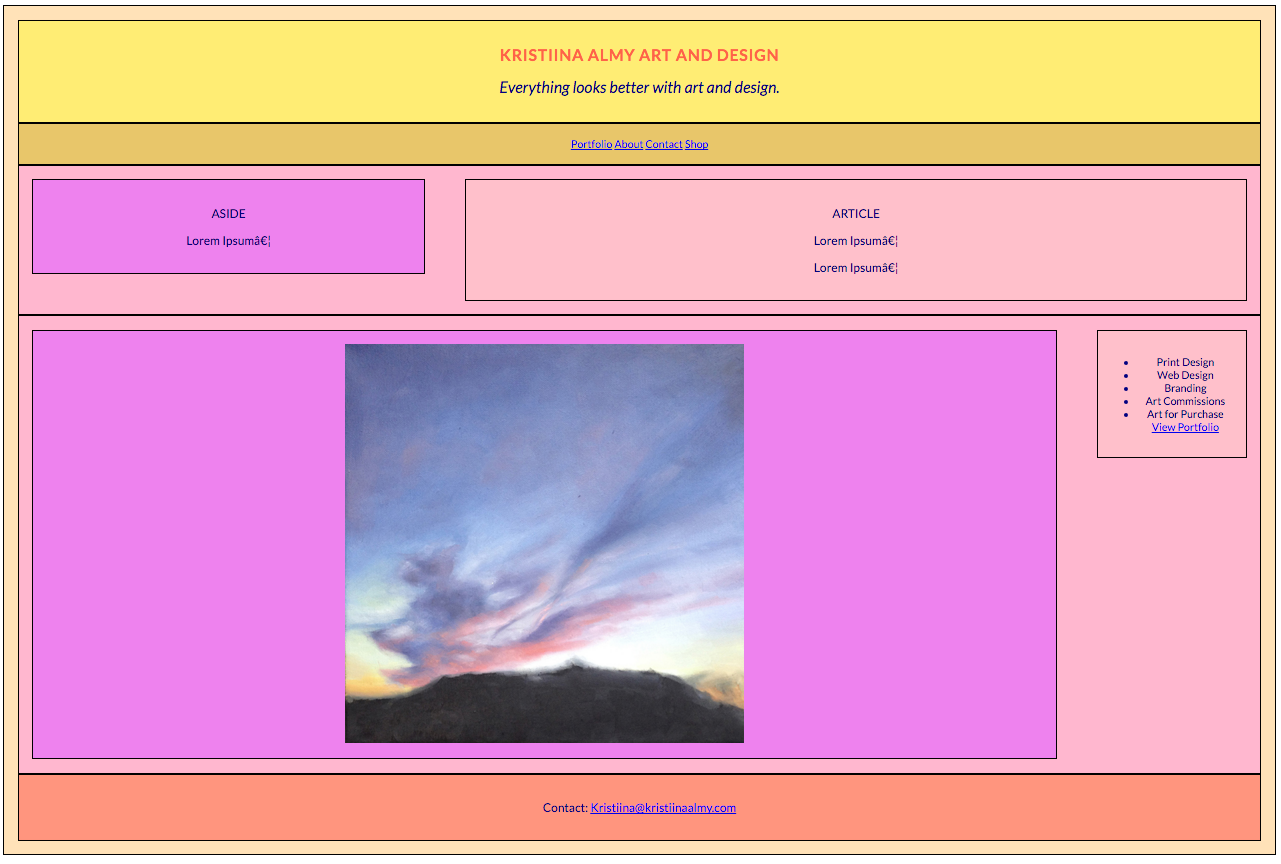 KRISTIINA ALMY ART AND DESIGN
Everything looks better with art and design.
Portfolio About Contact Shop
ASIDE
Lorem Ipsumâ€¦
ARTICLE
Lorem Ipsumâ€¦
Lorem Ipsumâ€¦
• Print Design
• Web Design
• Branding
• Art Commissions
• Art for Purchase
View Portfolio
Contact: Kristiina@kristiinaalmy.com